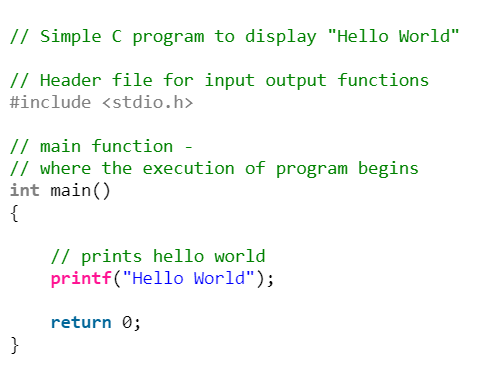 // Simple C program to display "Hello World"
// Header file for input output functions
#include <stdio.h>
// main function -
// where the execution of program begins
int main()
{
// prints hello world
printf("Hello World");
return 0;
}